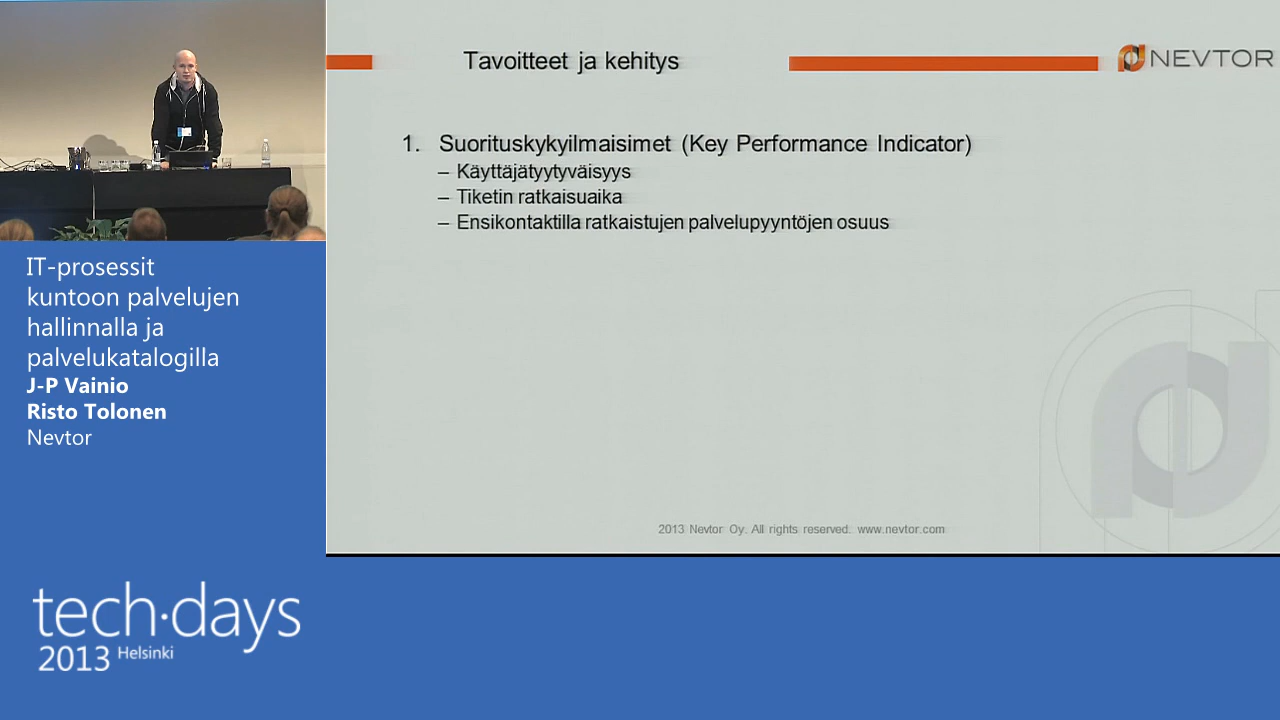 Tavoitteet ja kehitys
NEVTOR
1. Suorituskykyilmaisimet (Key Performance Indicator)
– Käyttäjätyytyväisyys
– Tiketin ratkaisuaika
– Ensikontaktilla ratkaistujen palvelupyyntöjen osuus
2013 Nevtor Oy. All rights reserved. www.nevtor.com
IT-prosessit
kuntoon palvelujen
hallinnalla ja
palvelukatalogilla
J-P Vainio
Risto Tolonen
Nevtor
tech·days
2013 Helsinki